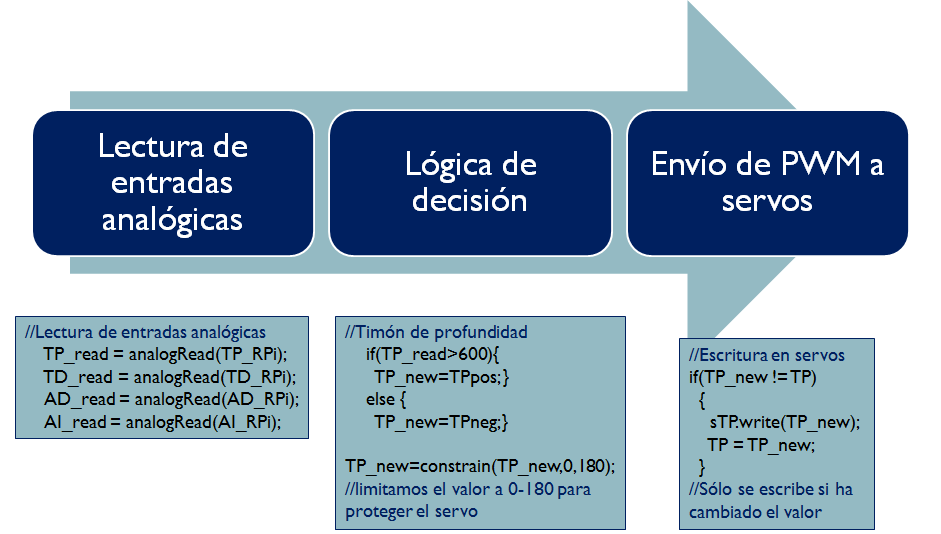 Lectura de
entradas
analógicas
Lógica de
decisión
Envío de PWM a
servos
//Lectura de entradas analógicas
TP_read = analogRead(TP_RPi);
TD_read = analogRead(TD_RPi);
AD_read = analogRead(AD_RPi);
AI_read = analogRead(AI_RPi);
//Timón de profundidad
if(TP_read>600){
TP_new=TPpos;}
else {
TP_new=TPneg;}
TP_new=constrain(TP_new,0,180);
//limitamos el valor a 0-180 para
proteger el servo
//Escritura en servos
if(TP_new != TP)
{
sTP.write(TP_new);
TP = TP_new;
}
//Sólo se escribe si ha
cambiado el valor